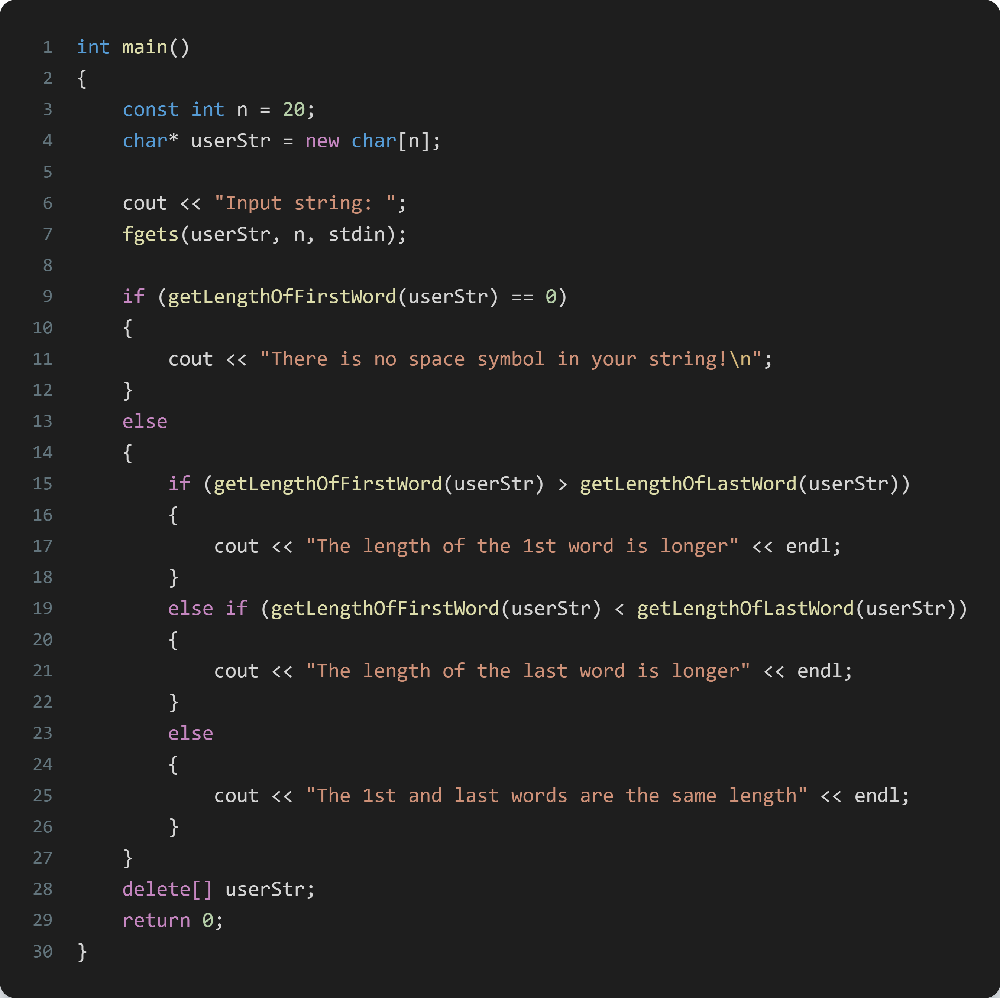 1 int main()
2 {
3     const int n = 20;
4     char* userStr = new char[n];
5
6     cout << "Input string: ";
7     fgets(userStr, n, stdin);
8
9     if (getLengthOfFirstWord(userStr) == 0)
10     {
11         cout << "There is no space symbol in your string!\n";
12     }
13     else
14     {
15         if (getLengthOfFirstWord(userStr) > getLengthOfLastWord(userStr))
16         {
17             cout << "The length of the 1st word is longer" << endl;
18         }
19         else if (getLengthOfFirstWord(userStr) < getLengthOfLastWord(userStr))
20         {
21             cout << "The length of the last word is longer" << endl;
22         }
23         else
24         {
25             cout << "The 1st and last words are the same length" << endl;
26         }
27     }
28     delete[] userStr;
29     return 0;
30 }